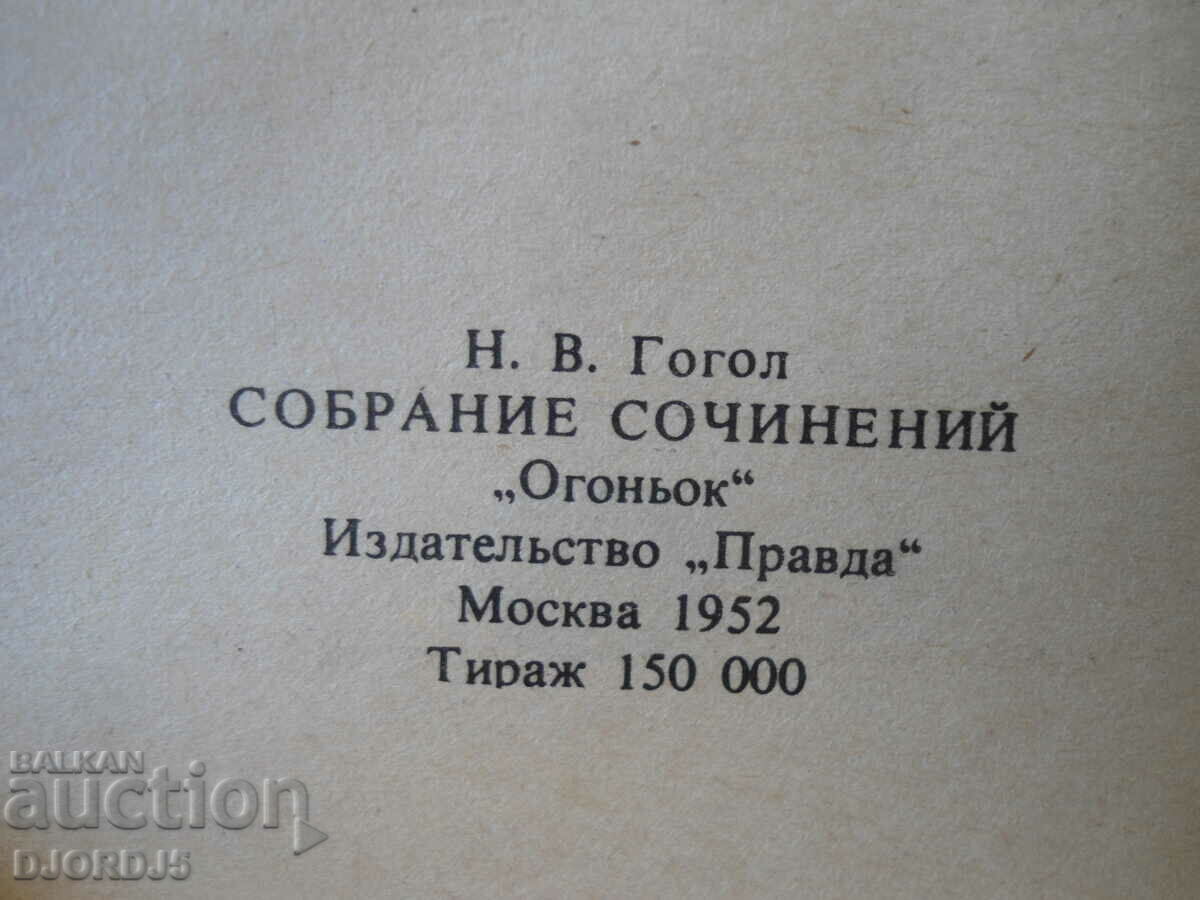 Н. В. Гогол
СОБРАНИЕ СОЧИНЕНИЙ
„Огоньок“
Издательство „Правда“
Москва 1952
Тираж 150 000
BALKAN
auction
DJORDJ5